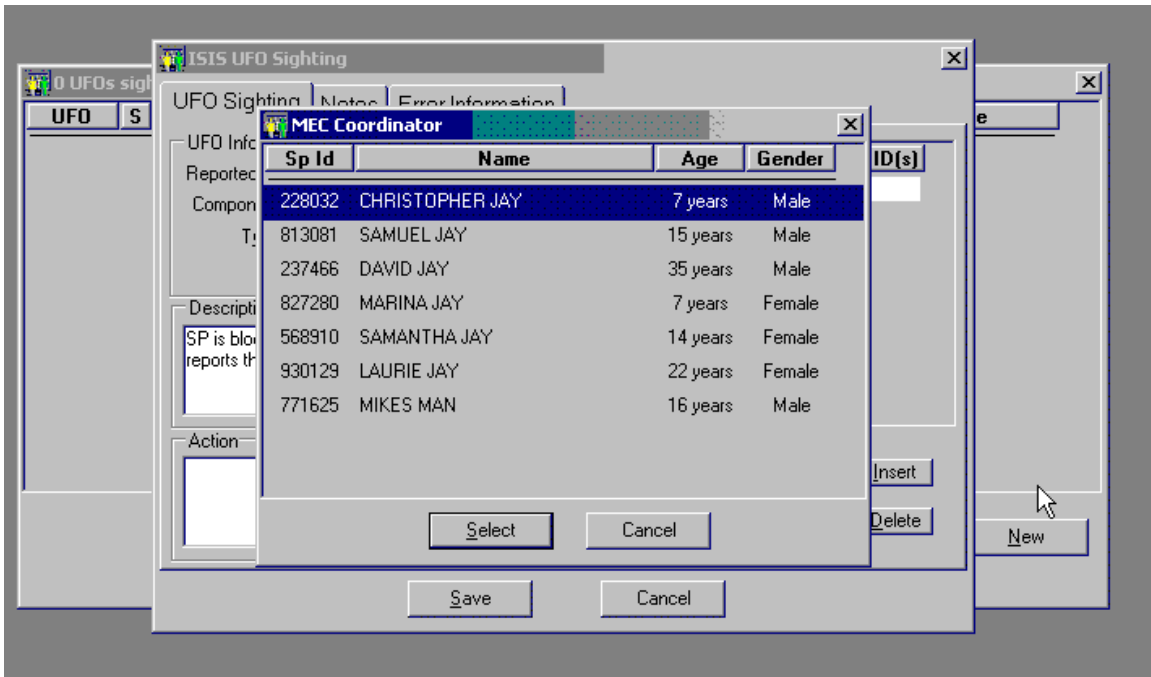 ISIS UFO Sighting
0 UFOs sigh
UFO S
e
UFO Sighting Notes Error Information
MEC Coordinator
UFO Info
Reported
Compon
ID(s)
Sp Id Name Age Gender
228032 CHRISTOPHER JAY 7 years Male
813081 SAMUEL JAY 15 years Male
237466 DAVID JAY 35 years Male
827280 MARINA JAY 7 years Female
568910 SAMANTHA JAY 14 years Female
930129 LAURIE JAY 22 years Female
771625 MIKES MAN 16 years Male
Descripti
SP is blo
reports th
Action
Insert
Delete
Select Cancel
New
Save Cancel